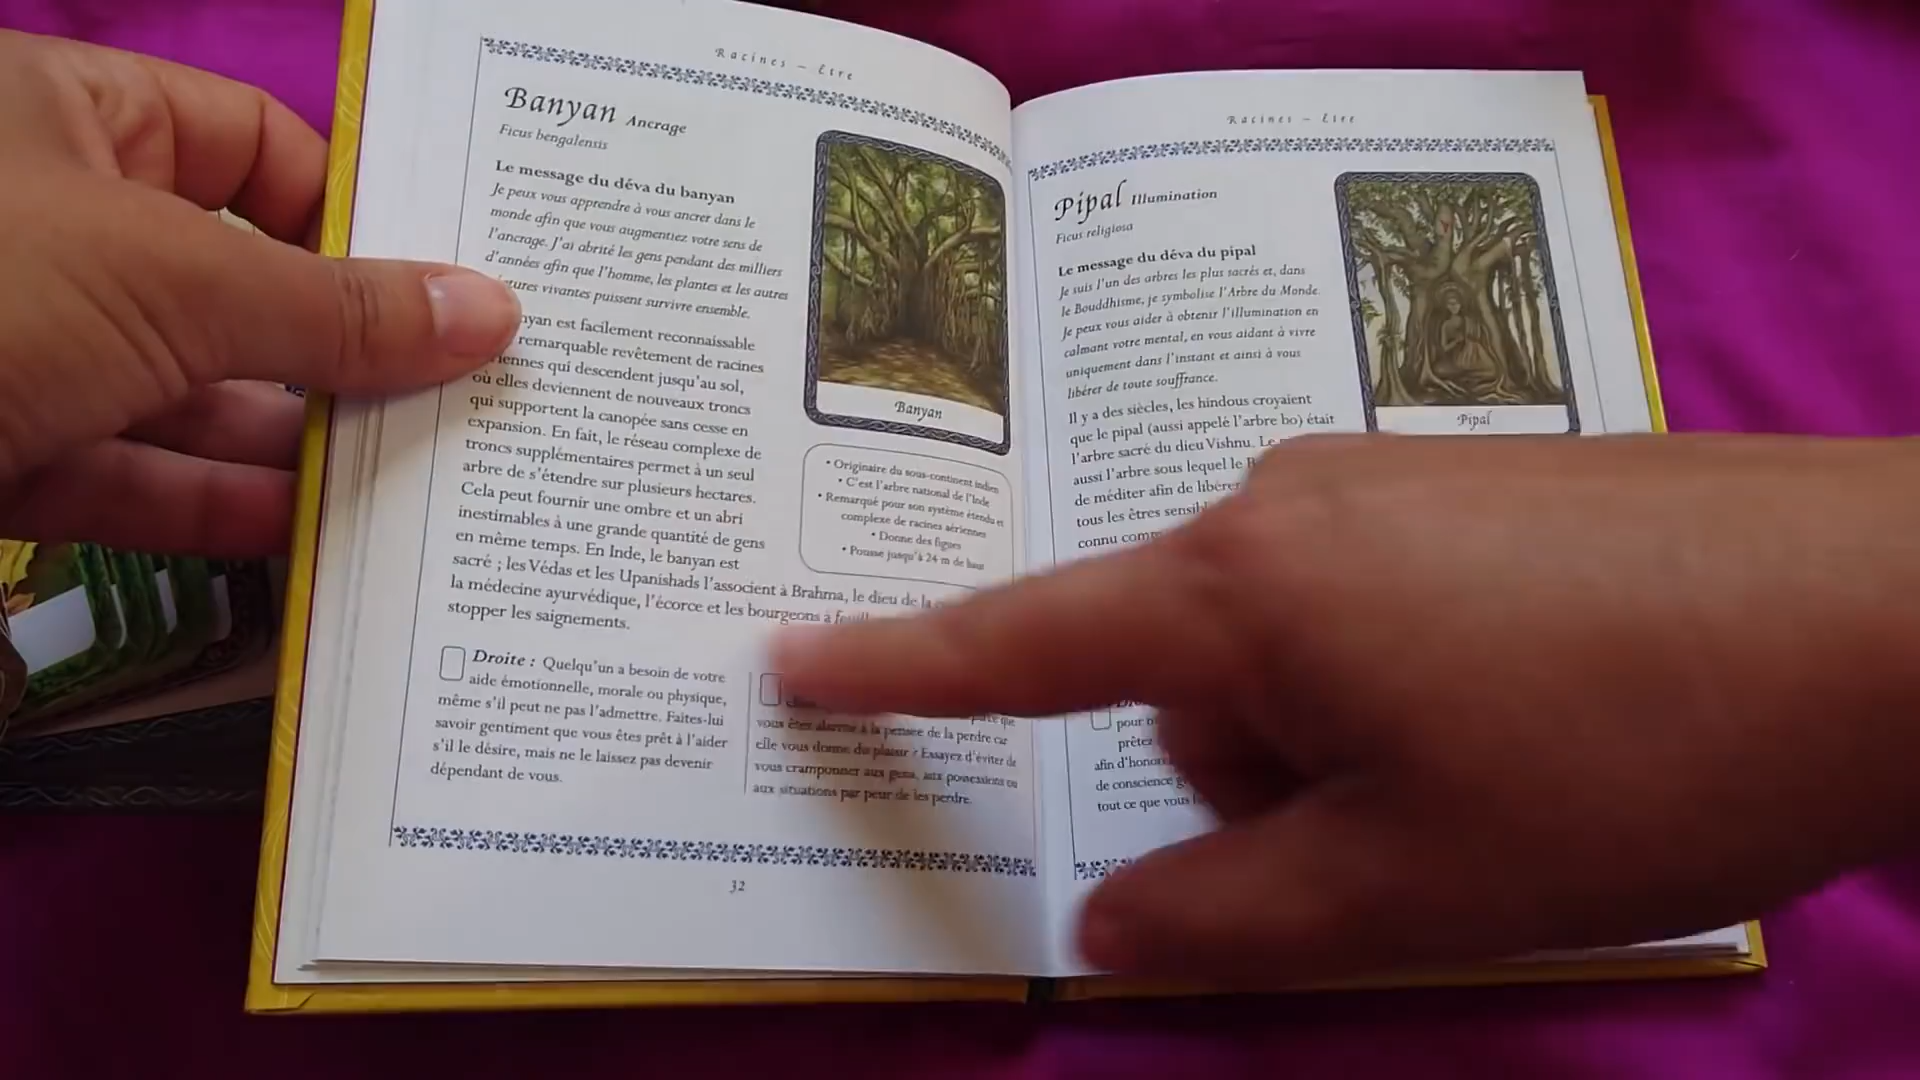 Racines – Être
Banyan Ancrage
Ficus bengalensis
Le message du déva du banyan
Je peux vous apprendre à vous ancrer dans le
monde afin que vous augmentiez votre sens de
l'ancrage. J'ai abrité les gens pendant des milliers
d'années afin que l'homme, les plantes et les autres
vivantes puissent survivre ensemble.
est facilement reconnaissable
remarquable revêtement de racines
qui descendent jusqu'au sol,
où elles deviennent de nouveaux troncs
qui supportent la canopée sans cesse en
expansion. En fait, le réseau complexe de
troncs supplémentaires permet à un seul
arbre de s'étendre sur plusieurs hectares.
Cela peut fournir une ombre et un abri
inestimables à une grande quantité de gens
en même temps. En Inde, le banyan est
sacré ; les Védas et les Upanishads l'associent à Brahma, le dieu de la
la médecine ayurvédique, l'écorce et les bourgeons à
stopper les saignements.
Banyan
• Originaire du sous-continent indien
• C'est l'arbre national de l'Inde
• Remarqué pour son système étendu et
complexe de racines aériennes
• Donne des figues
• Pousse jusqu'à 24 m de haut
Droite : Quelqu'un a besoin de votre
aide émotionnelle, morale ou physique,
même s'il peut ne pas l'admettre. Faites-lui
savoir gentiment que vous êtes prêt à l'aider
s'il le désire, mais ne le laissez pas devenir
dépendant de vous.
parce que
vous êtes alarmé à la pensée de la perdre car
elle vous donne du plaisir ? Essayez d'éviter de
vous cramponner aux gens, aux possessions ou
aux situations par peur de les perdre.
32
Racines – Être
Pipal Illumination
Ficus religiosa
Le message du déva du pipal
Je suis l'un des arbres les plus sacrés et, dans
le Bouddhisme, je symbolise l'Arbre du Monde.
Je peux vous aider à obtenir l'illumination en
calmant votre mental, en vous aidant à vivre
uniquement dans l'instant et ainsi à vous
libérer de toute souffrance.
Il y a des siècles, les hindous croyaient
que le pipal (aussi appelé l'arbre bo) était
l'arbre sacré du dieu Vishnu. Le
aussi l'arbre sous lequel le
de méditer afin de libérer
tous les êtres
connu
Pipal
pour
prêtez
afin
de conscience
tout ce que vous